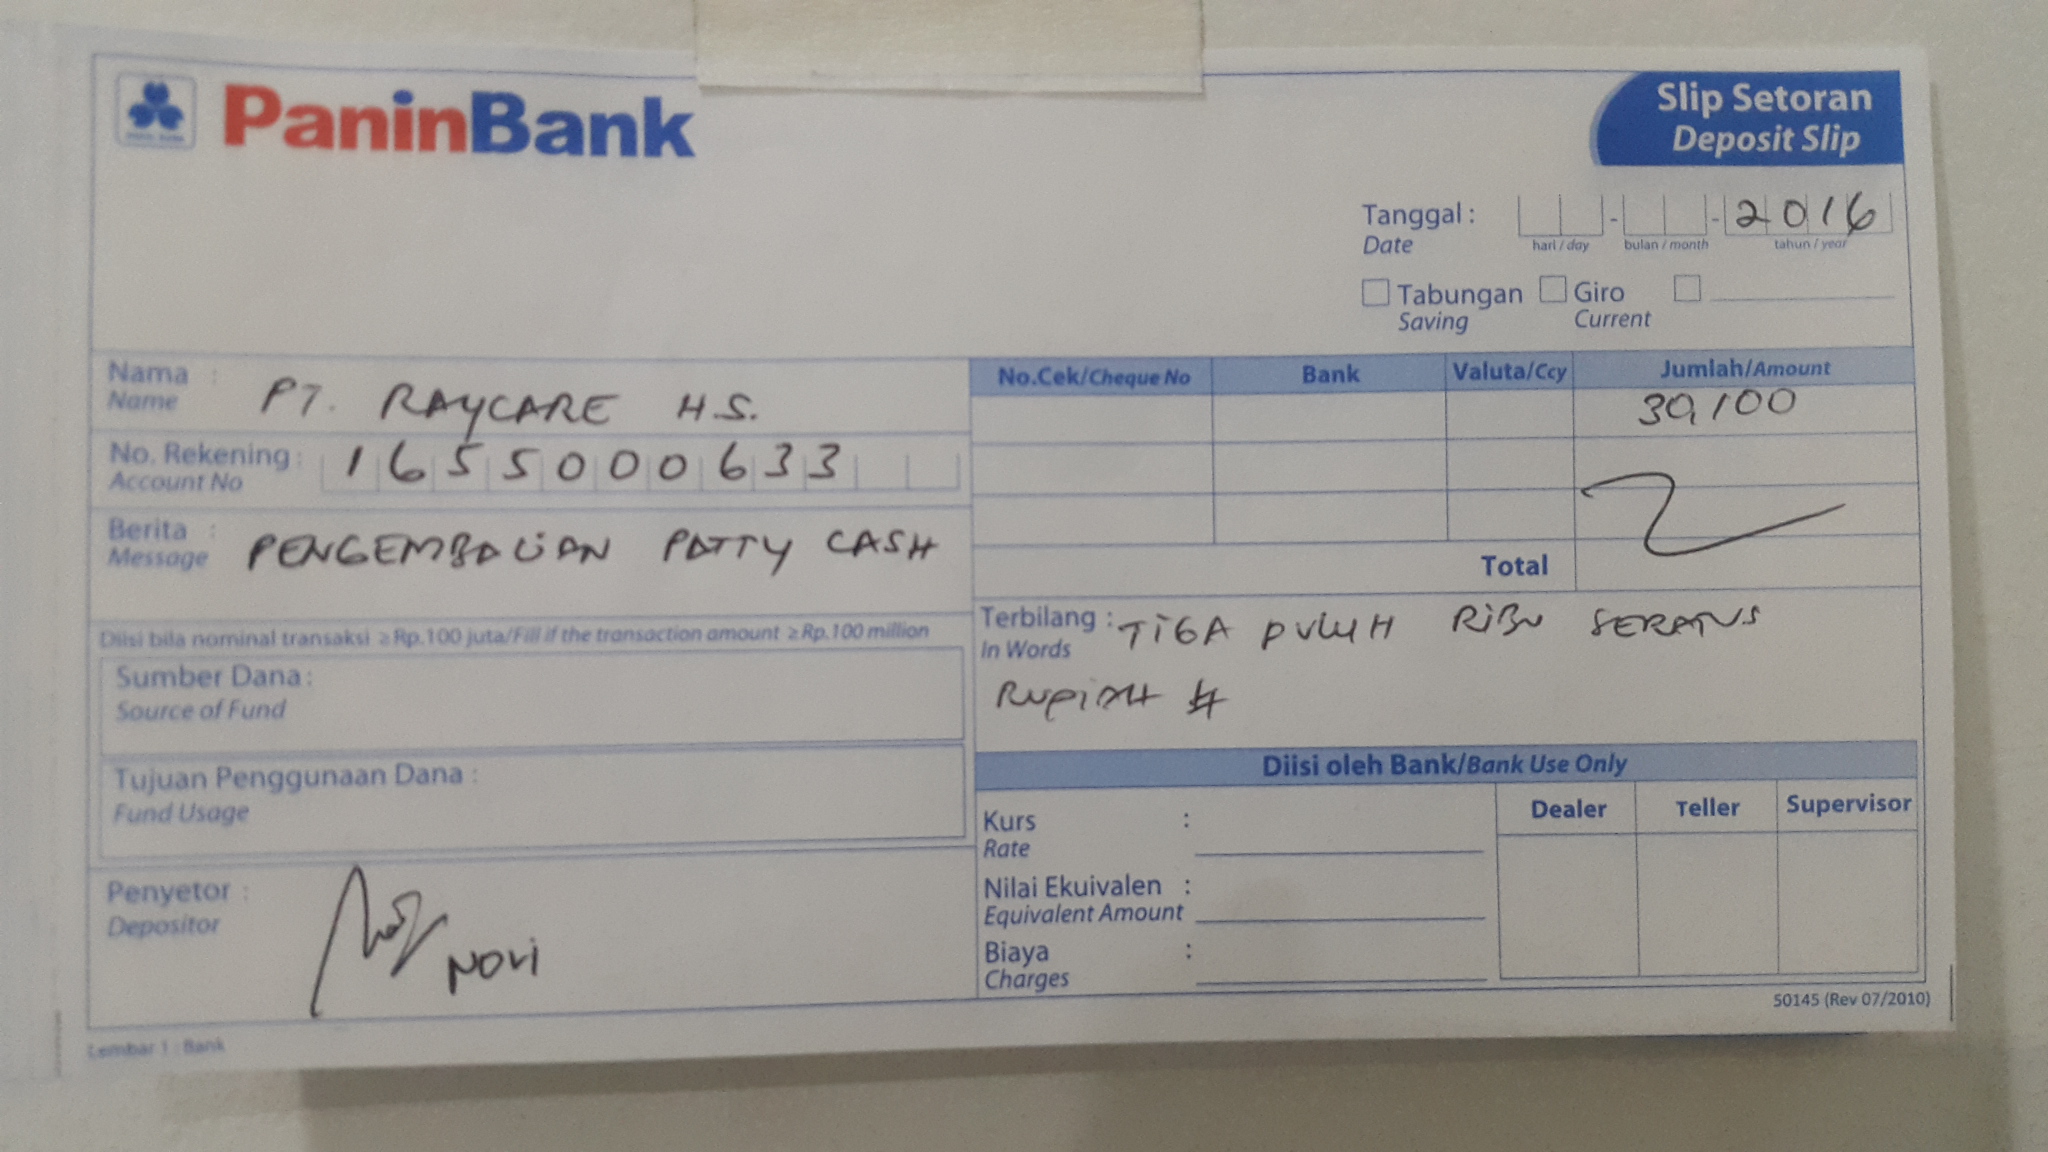 PaninBank
Slip Setoran
Deposit Slip
Tanggal :
Date
2016
hari / day
bulan / month
tahun / year
Tabungan
Saving
Giro
Current
Nama :
Name
PT. RAYCARE H.S.
No. Rekening :
Account No
1655000633
Berita :
Message
PENGEMBALIAN PATTY CASH
Diisi bila nominal transaksi ≥ Rp.100 juta/Fill if the transaction amount ≥ Rp.100 million
Sumber Dana :
Source of Fund
Tujuan Penggunaan Dana :
Fund Usage
Penyetor :
Depositor
NOVI
Lembar 1 : Bank
No.Cek/Cheque No
Bank
Valuta/Ccy
Jumlah/Amount
30,100
Total
Terbilang : TIGA PULUH RIBU SERATUS
In Words
RUPIAH #
Diisi oleh Bank/Bank Use Only
Kurs :
Rate
Nilai Ekuivalen :
Equivalent Amount
Biaya :
Charges
Dealer
Teller
Supervisor
50145 (Rev 07/2010)